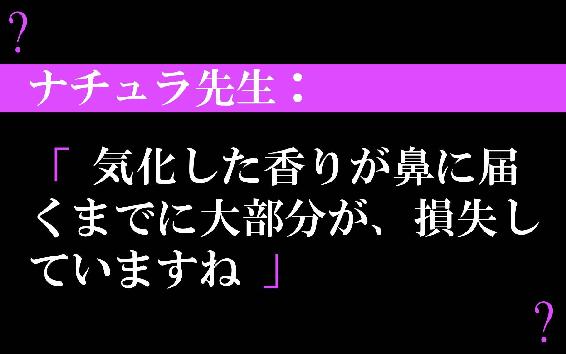 ?
ナチュラ先生：
「 気化した香りが鼻に届
くまでに大部分が、損失し
ていますね 」
?